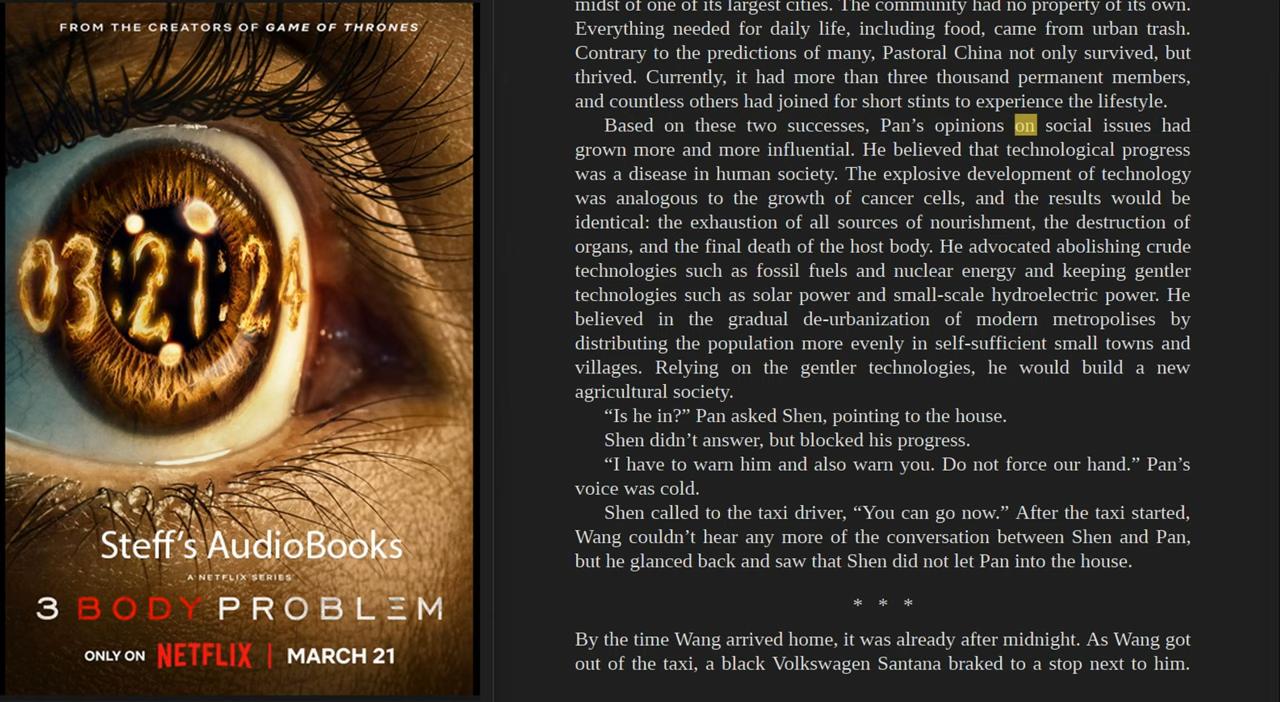 FROM THE CREATORS OF GAME OF THRONES
03:21:24
Steff's AudioBooks
A NETFLIX SERIES
3 BODY PROBLEM
ONLY ON NETFLIX | MARCH 21
midst of one of its largest cities. The community had no property of its own.
Everything needed for daily life, including food, came from urban trash.
Contrary to the predictions of many, Pastoral China not only survived, but
thrived. Currently, it had more than three thousand permanent members,
and countless others had joined for short stints to experience the lifestyle.
Based on these two successes, Pan’s opinions on social issues had
grown more and more influential. He believed that technological progress
was a disease in human society. The explosive development of technology
was analogous to the growth of cancer cells, and the results would be
identical: the exhaustion of all sources of nourishment, the destruction of
organs, and the final death of the host body. He advocated abolishing crude
technologies such as fossil fuels and nuclear energy and keeping gentler
technologies such as solar power and small-scale hydroelectric power. He
believed in the gradual de-urbanization of modern metropolises by
distributing the population more evenly in self-sufficient small towns and
villages. Relying on the gentler technologies, he would build a new
agricultural society.
“Is he in?” Pan asked Shen, pointing to the house.
Shen didn’t answer, but blocked his progress.
“I have to warn him and also warn you. Do not force our hand.” Pan’s
voice was cold.
Shen called to the taxi driver, “You can go now.” After the taxi started,
Wang couldn’t hear any more of the conversation between Shen and Pan,
but he glanced back and saw that Shen did not let Pan into the house.
* * *
By the time Wang arrived home, it was already after midnight. As Wang got
out of the taxi, a black Volkswagen Santana braked to a stop next to him.